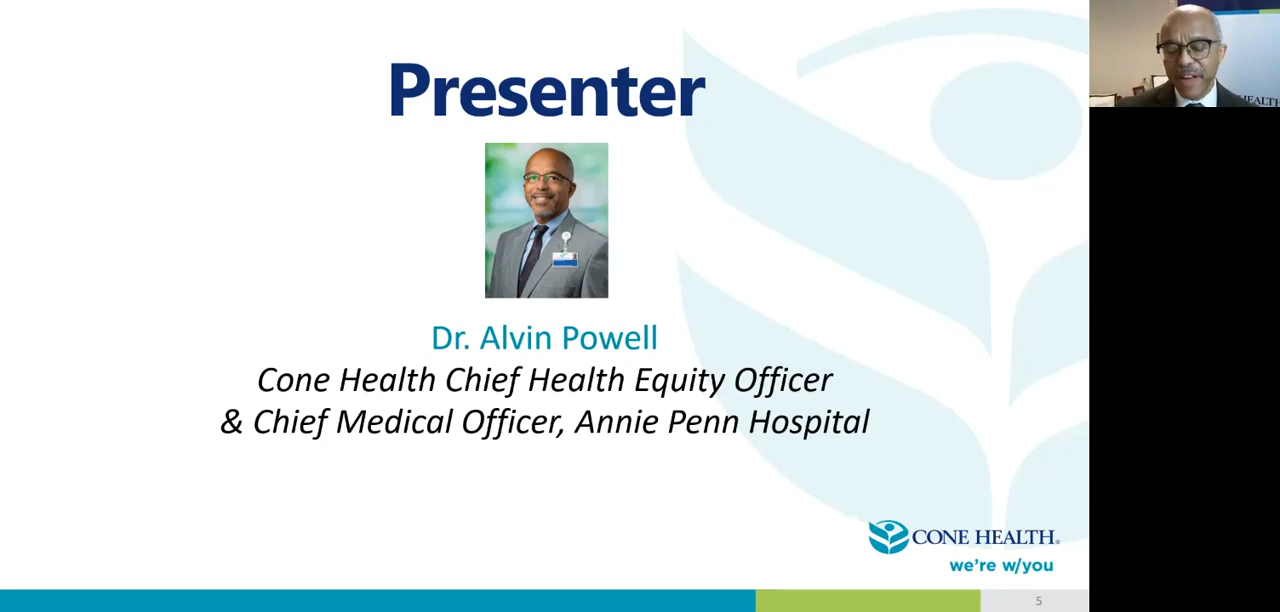 Presenter
Dr. Alvin Powell
Cone Health Chief Health Equity Officer
& Chief Medical Officer, Annie Penn Hospital
CONE HEALTH®
we're w/you
5